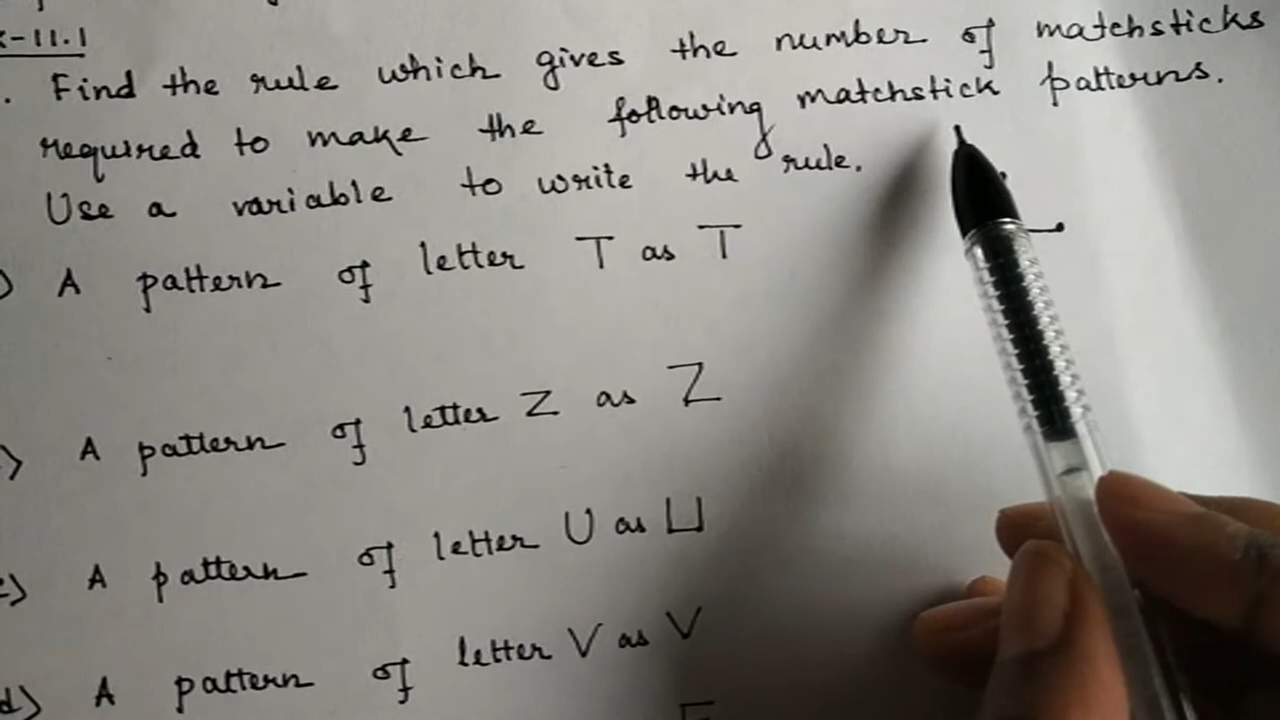 -11.1
. Find the rule which gives the number of matchsticks
required to make the following matchstick patterns.
Use a variable to write the rule.
) A pattern of letter T as T
) A pattern of letter Z as Z
c) A pattern of letter U as U
d) A pattern of letter V as V